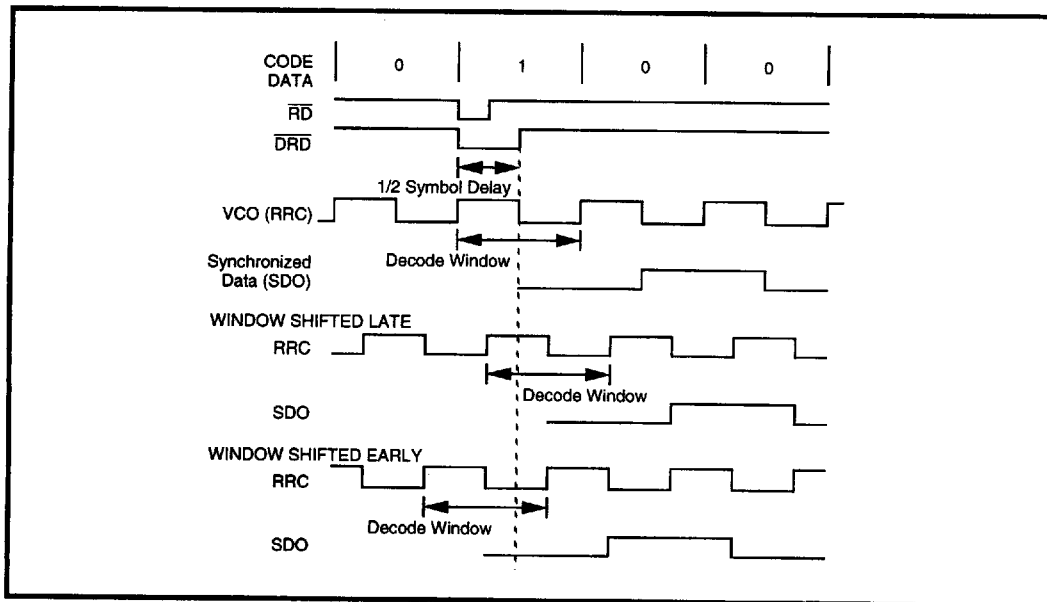 CODE DATA
0 1 0 0
RD
DRD
1/2 Symbol Delay
VCO (RRC)
Decode Window
Synchronized
Data (SDO)
WINDOW SHIFTED LATE
RRC
Decode Window
SDO
WINDOW SHIFTED EARLY
RRC
Decode Window
SDO